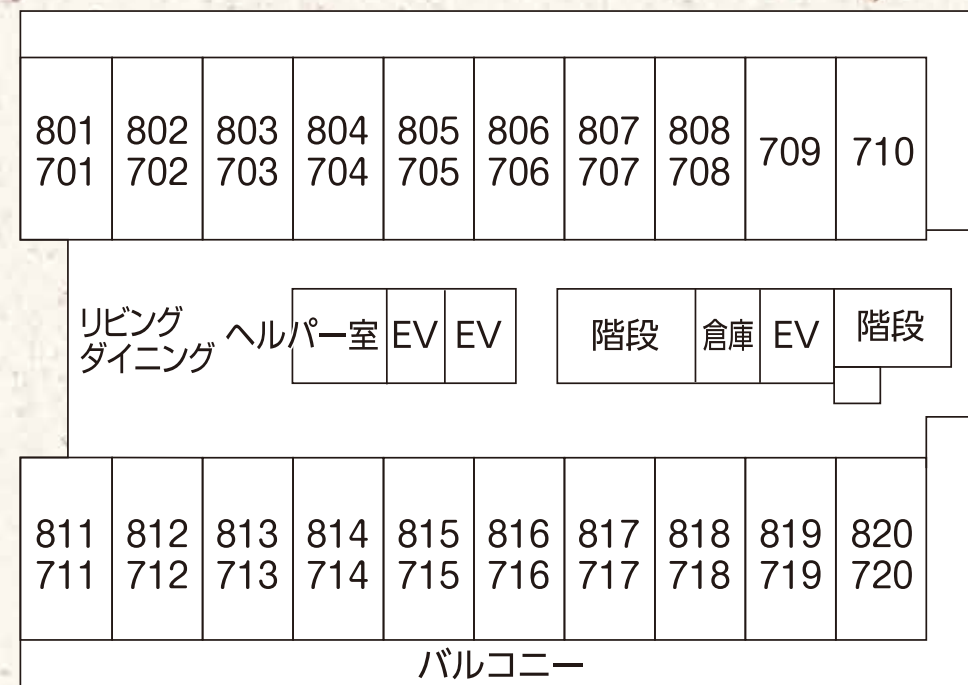 801 802 803 804 805 806 807 808 709 710
701 702 703 704 705 706 707 708
リビング
ダイニング
ヘルパー室 EV EV 階段 倉庫 EV 階段
811 812 813 814 815 816 817 818 819 820
711 712 713 714 715 716 717 718 719 720
バルコニー